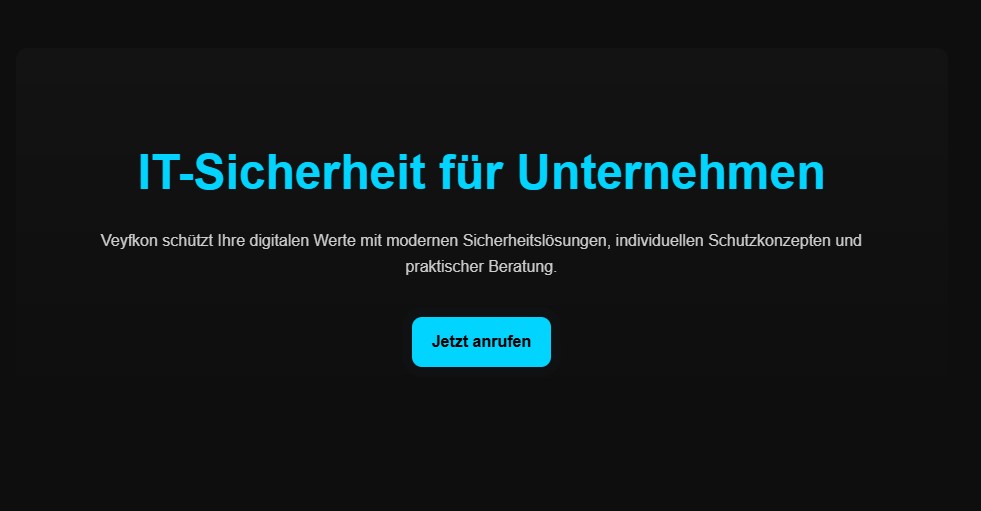 IT-Sicherheit für Unternehmen
Veyfkon schützt Ihre digitalen Werte mit modernen Sicherheitslösungen, individuellen Schutzkonzepten und
praktischer Beratung.
Jetzt anrufen